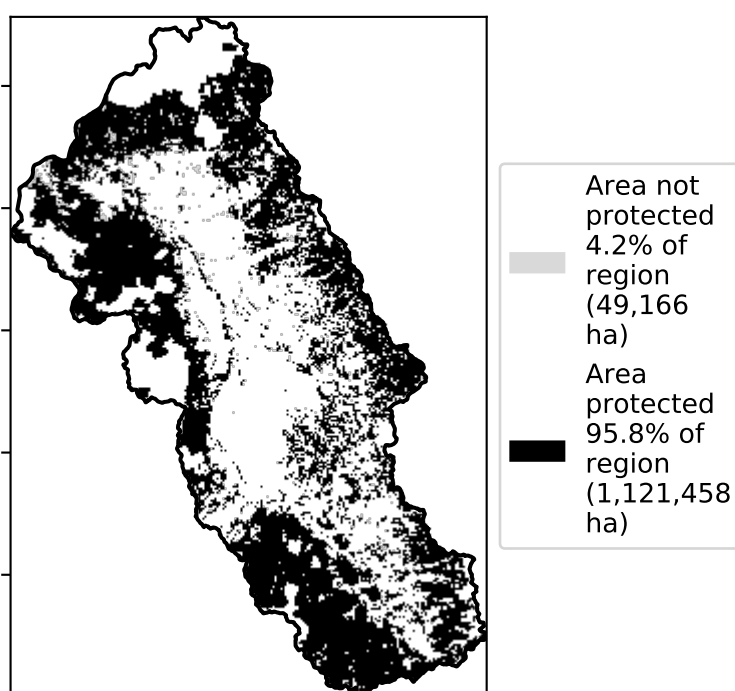 Area not
protected
4.2% of
region
(49,166
ha)
Area
protected
95.8% of
region
(1,121,458
ha)